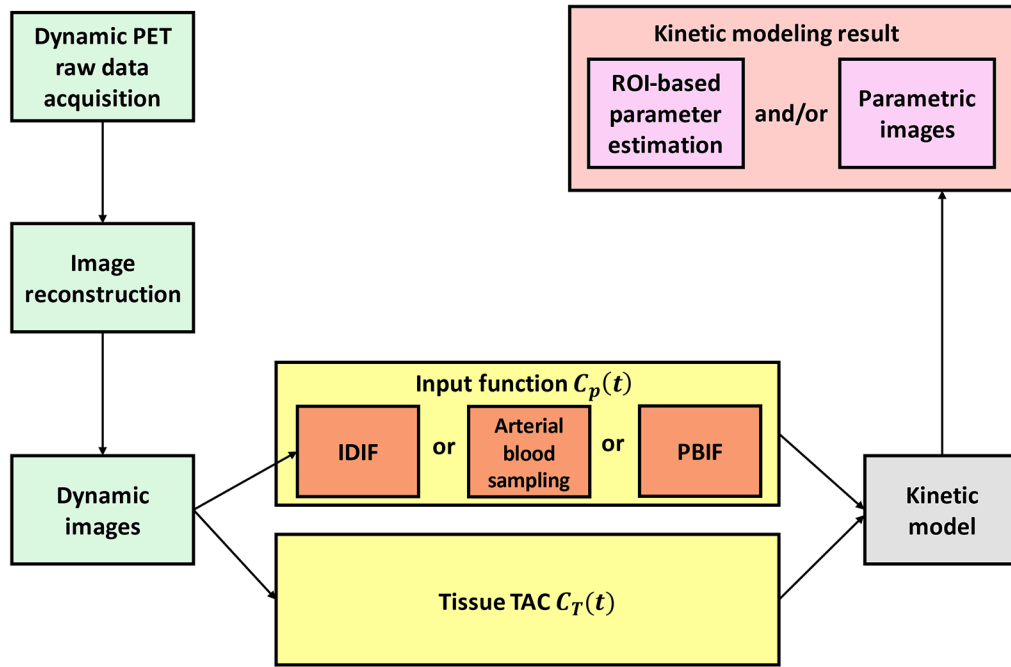 Dynamic PET
raw data
acquisition
Image
reconstruction
Dynamic
images
Input function C_p(t)
IDIF
or
Arterial
blood
sampling
or
PBIF
Tissue TAC C_T(t)
Kinetic
model
Kinetic modeling result
ROI-based
parameter
estimation
and/or
Parametric
images